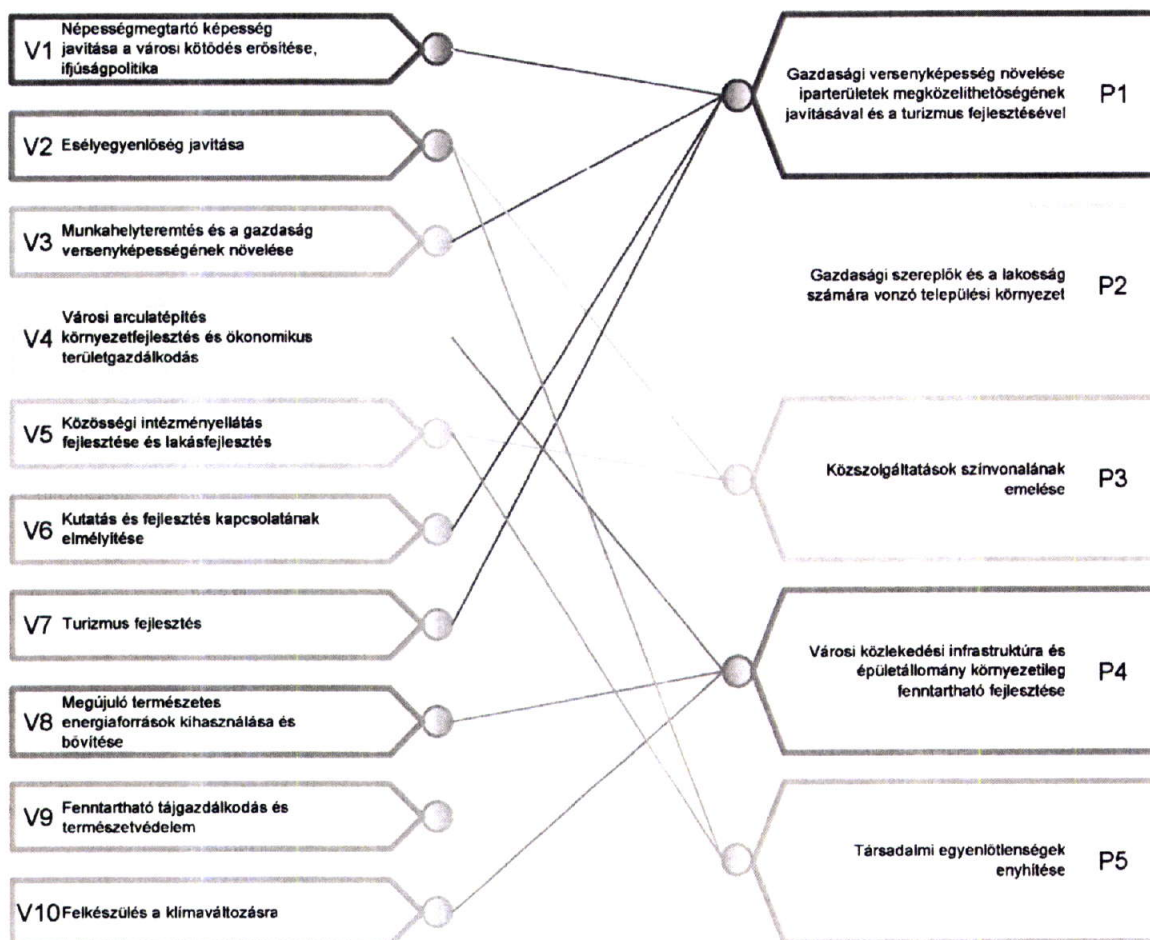 V1
Népességmegtartó képesség
javítása a városi kötődés erősítése,
ifjúságpolitika
V2 Esélyegyenlőség javítása
V3
Munkahelyteremtés és a gazdaság
versenyképességének növelése
V4
Városi arculatépítés
környezetfejlesztés és ökonomikus
területgazdálkodás
V5
Közösségi intézményellátás
fejlesztése és lakásfejlesztés
V6
Kutatás és fejlesztés kapcsolatának
elmélyítése
V7 Turizmus fejlesztés
V8
Megújuló természetes
energiaforrások kihasználása és
bővítése
V9
Fenntartható tájgazdálkodás és
természetvédelem
V10 Felkészülés a klímaváltozásra
Gazdasági versenyképesség növelése
iparterületek megközelíthetőségének
javításával és a turizmus fejlesztésével
P1
Gazdasági szereplők és a lakosság
számára vonzó települési környezet
P2
Közszolgáltatások színvonalának
emelése
P3
Városi közlekedési infrastruktúra és
épületállomány környezetileg
fenntartható fejlesztése
P4
Társadalmi egyenlőtlenségek
enyhítése
P5